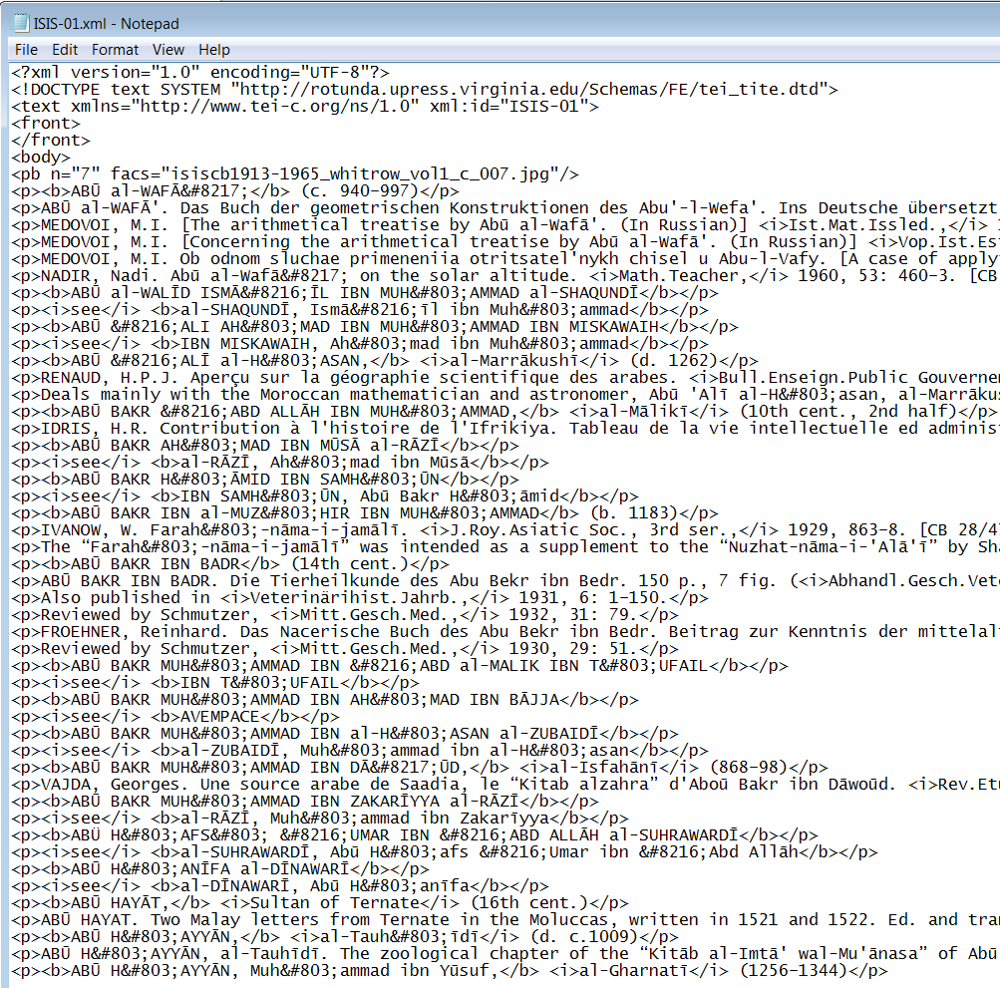 ISIS-01.xml - Notepad
File Edit Format View Help
<?xml version="1.0" encoding="UTF-8"?>
<!DOCTYPE text SYSTEM "http://rotunda.upress.virginia.edu/Schemas/FE/tei_tite.dtd">
<text xmlns="http://www.tei-c.org/ns/1.0" xml:id="ISIS-01">
<front>
</front>
<body>
<pb n="7" facs="isiscb1913-1965_whitrow_vol1_c_007.jpg"/>
<p><b>ABŪ al-WAFĀ&#8217;</b> (c. 940-997)</p>
<p>ABŪ al-WAFĀ'. Das Buch der geometrischen Konstruktionen des Abu'-l-Wefa'. Ins Deutsche übersetzt
<p>MEDOVOI, M.I. [The arithmetical treatise by Abū al-Wafā'. (In Russian)] <i>Ist.Mat.Issled.,</i>
<p>MEDOVOI, M.I. [Concerning the arithmetical treatise by Abū al-Wafā'. (In Russian)] <i>Vop.Ist.Es
<p>MEDOVOI, M.I. Ob odnom sluchae primeneniia otritsatel'nykh chisel u Abu-l-Vafy. [A case of apply
<p>NADIR, Nadi. Abū al-Wafā&#8217; on the solar altitude. <i>Math.Teacher,</i> 1960, 53: 460-3. [CB
<p><b>ABŪ al-WALĪD ISMĀ&#8216;ĪL IBN MUH&#803;AMMAD al-SHAQUNDĪ</b></p>
<p><i>see</i> <b>al-SHAQUNDĪ, Ismā&#8216;īl ibn Muh&#803;ammad</b></p>
<p><b>ABŪ &#8216;ALI AH&#803;MAD IBN MUH&#803;AMMAD IBN MISKAWAIH</b></p>
<p><i>see</i> <b>IBN MISKAWAIH, Ah&#803;mad ibn Muh&#803;ammad</b></p>
<p><b>ABŪ &#8216;ALĪ al-H&#803;ASAN,</b> <i>al-Marrākushī</i> (d. 1262)</p>
<p>RENAUD, H.P.J. Aperçu sur la géographie scientifique des arabes. <i>Bull.Enseign.Public Gouverne
<p>Deals mainly with the Moroccan mathematician and astronomer, Abū 'Alī al-H&#803;asan, al-Marrākus
<p><b>ABŪ BAKR &#8216;ABD ALLĀH IBN MUH&#803;AMMAD,</b> <i>al-Mālikī</i> (10th cent., 2nd half)</p>
<p>IDRIS, H.R. Contribution à l'histoire de l'Ifrikiya. Tableau de la vie intellectuelle ed adminis
<p><b>ABŪ BAKR AH&#803;MAD IBN MŪSĀ al-RĀZĪ</b></p>
<p><i>see</i> <b>al-RĀZĪ, Ah&#803;mad ibn Mūsā</b></p>
<p><b>ABŪ BAKR H&#803;ĀMID IBN SAMH&#803;ŪN</b></p>
<p><i>see</i> <b>IBN SAMH&#803;ŪN, Abū Bakr H&#803;āmid</b></p>
<p><b>ABŪ BAKR IBN al-MUZ&#803;HIR IBN MUH&#803;AMMAD</b> (b. 1183)</p>
<p>IVANOW, W. Farah&#803;-nāma-i-jamālī. <i>J.Roy.Asiatic Soc., 3rd ser.,</i> 1929, 863-8. [CB 28/4
<p>The “Farah&#803;-nāma-i-jamālī” was intended as a supplement to the “Nuzhat-nāma-i-'Alā'ī” by Sh
<p><b>ABŪ BAKR IBN BADR</b> (14th cent.)</p>
<p>ABŪ BAKR IBN BADR. Die Tierheilkunde des Abu Bekr ibn Bedr. 150 p., 7 fig. (<i>Abhandl.Gesch.Vet
<p>Also published in <i>Veterinärihist.Jahrb.,</i> 1931, 6: 1-150.</p>
<p>Reviewed by Schmutzer, <i>Mitt.Gesch.Med.,</i> 1932, 31: 79.</p>
<p>FROEHNER, Reinhard. Das Nacerische Buch des Abu Bekr ibn Bedr. Beitrag zur Kenntnis der mittelal
<p>Reviewed by Schmutzer, <i>Mitt.Gesch.Med.,</i> 1930, 29: 51.</p>
<p><b>ABŪ BAKR MUH&#803;AMMAD IBN &#8216;ABD al-MALIK IBN T&#803;UFAIL</b></p>
<p><i>see</i> <b>IBN T&#803;UFAIL</b></p>
<p><b>ABŪ BAKR MUH&#803;AMMAD IBN AH&#803;MAD IBN BĀJJA</b></p>
<p><i>see</i> <b>AVEMPACE</b></p>
<p><b>ABŪ BAKR MUH&#803;AMMAD IBN al-H&#803;ASAN al-ZUBAIDĪ</b></p>
<p><i>see</i> <b>al-ZUBAIDĪ, Muh&#803;ammad ibn al-H&#803;asan</b></p>
<p><b>ABŪ BAKR MUH&#803;AMMAD IBN DĀ&#8217;ŪD,</b> <i>al-Isfahānī</i> (868-98)</p>
<p>VAJDA, Georges. Une source arabe de Saadia, le “Kitab alzahra” d'Aboū Bakr ibn Dāwoūd. <i>Rev.Etu
<p><b>ABŪ BAKR MUH&#803;AMMAD IBN ZAKARĪYYA al-RĀZĪ</b></p>
<p><i>see</i> <b>al-RĀZĪ, Muh&#803;ammad ibn Zakarīyya</b></p>
<p><b>ABÜ H&#803;AFS&#803; &#8216;UMAR IBN &#8216;ABD ALLĀH al-SUHRAWARDĪ</b></p>
<p><i>see</i> <b>al-SUHRAWARDĪ, Abū H&#803;afs &#8216;Umar ibn &#8216;Abd Allāh</b></p>
<p><b>ABŪ H&#803;ANĪFA al-DĪNAWARĪ</b></p>
<p><i>see</i> <b>al-DĪNAWARĪ, Abū H&#803;anīfa</b></p>
<p><b>ABŪ HAYĀT,</b> <i>Sultan of Ternate</i> (16th cent.)</p>
<p>ABŪ HAYAT. Two Malay letters from Ternate in the Moluccas, written in 1521 and 1522. Ed. and tran
<p><b>ABŪ H&#803;AYYĀN,</b> <i>al-Tauh&#803;īdī</i> (d. c.1009)</p>
<p>ABŪ H&#803;AYYĀN, al-Tauhīdī. The zoological chapter of the “Kitāb al-Imtā' wal-Mu'ānasa” of Abū
<p><b>ABŪ H&#803;AYYĀN, Muh&#803;ammad ibn Yūsuf,</b> <i>al-Gharnatī</i> (1256-1344)</p>